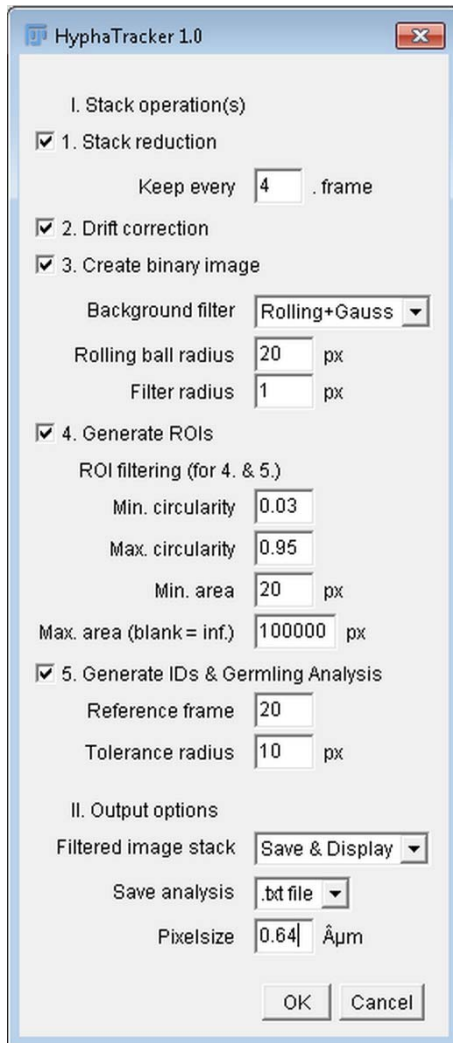 HyphaTracker 1.0
I. Stack operation(s)
1. Stack reduction
Keep every 4 . frame
2. Drift correction
3. Create binary image
Background filter Rolling+Gauss
Rolling ball radius 20 px
Filter radius 1 px
4. Generate ROIs
ROI filtering (for 4. & 5.)
Min. circularity 0.03
Max. circularity 0.95
Min. area 20 px
Max. area (blank = inf.) 100000 px
5. Generate IDs & Germling Analysis
Reference frame 20
Tolerance radius 10 px
II. Output options
Filtered image stack Save & Display
Save analysis .txt file
Pixelsize 0.64 Âµm
OK Cancel